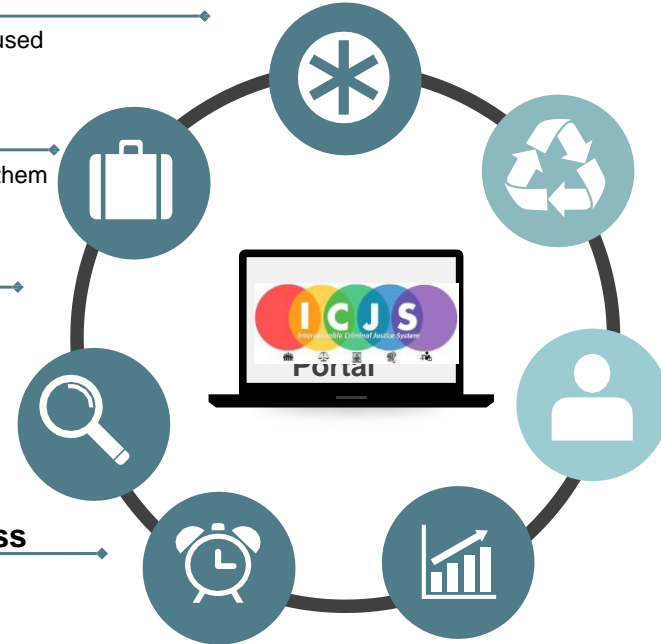 used
them
ICJS
Interoperable Criminal Justice System
Portal
ss